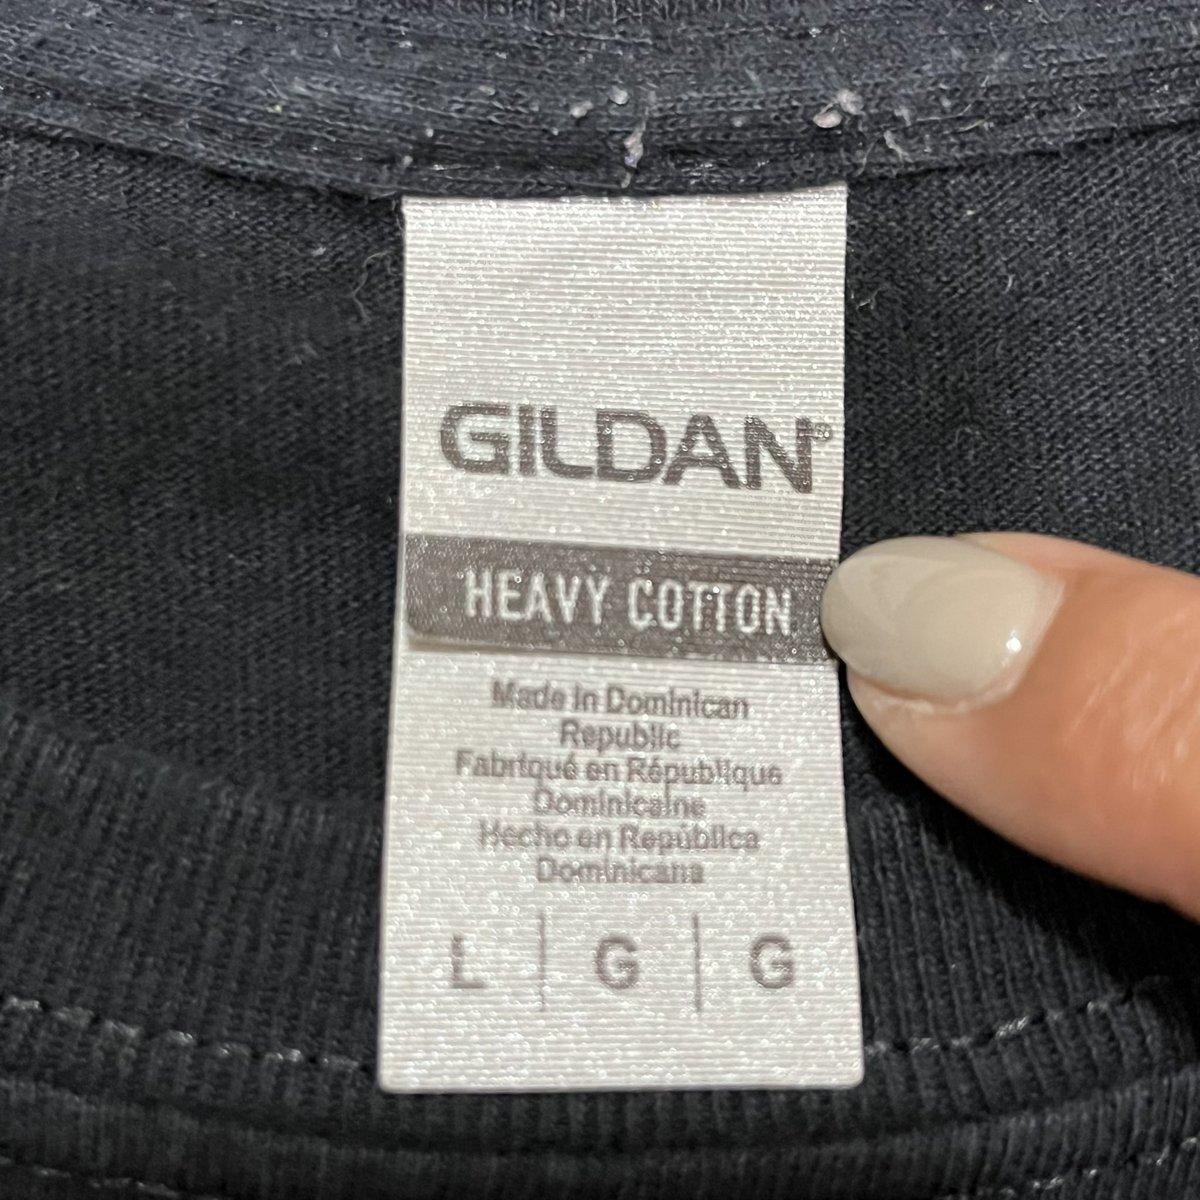 GILDAN®
HEAVY COTTON
Made in Dominican
Republic
Fabriqué en République
Dominicaine
Hecho en República
Dominicana
L | G | G